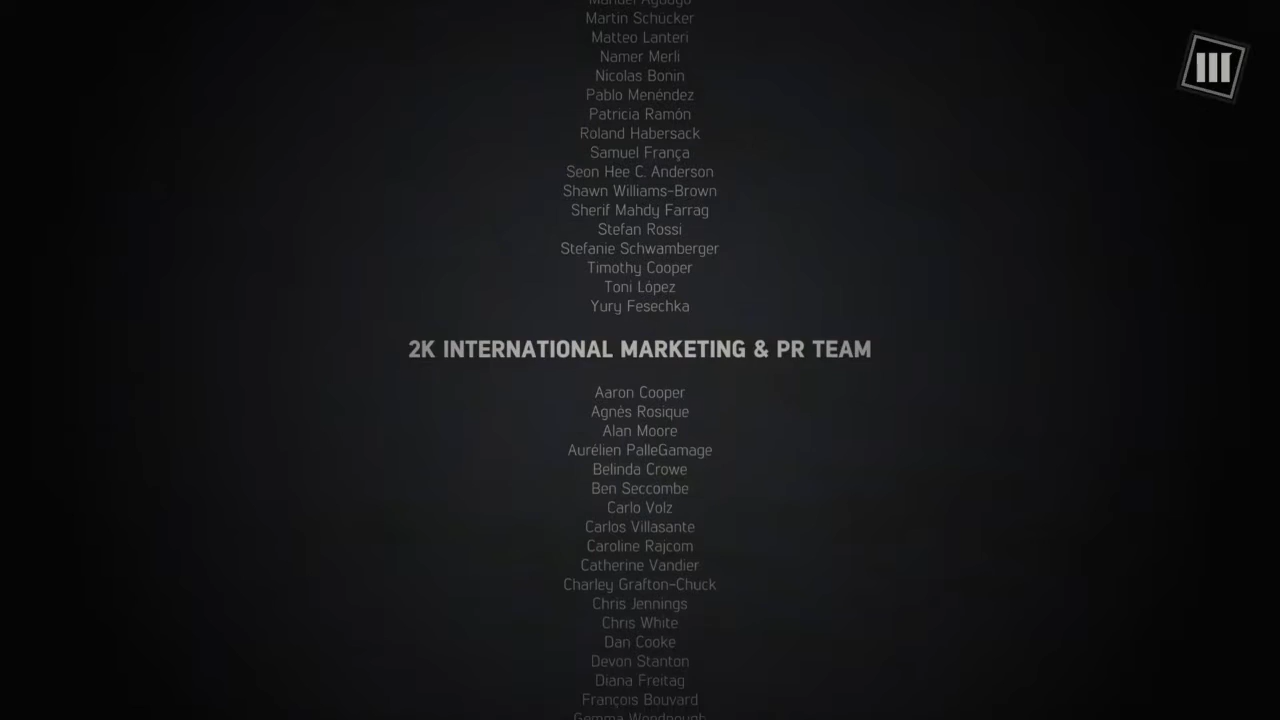 Martin Schücker
Matteo Lanteri
Namer Merli
Nicolas Bonin
Pablo Menéndez
Patricia Ramón
Roland Habersack
Samuel França
Seon Hee C. Anderson
Shawn Williams-Brown
Sherif Mahdy Farrag
Stefan Rossi
Stefanie Schwamberger
Timothy Cooper
Toni López
Yury Fesechka
2K INTERNATIONAL MARKETING & PR TEAM
Aaron Cooper
Agnès Rosique
Alan Moore
Aurélien PalleGamage
Belinda Crowe
Ben Seccombe
Carlo Volz
Carlos Villasante
Caroline Rajcom
Catherine Vandier
Charley Grafton-Chuck
Chris Jennings
Chris White
Dan Cooke
Devon Stanton
Diana Freitag
François Bouvard
Gemma